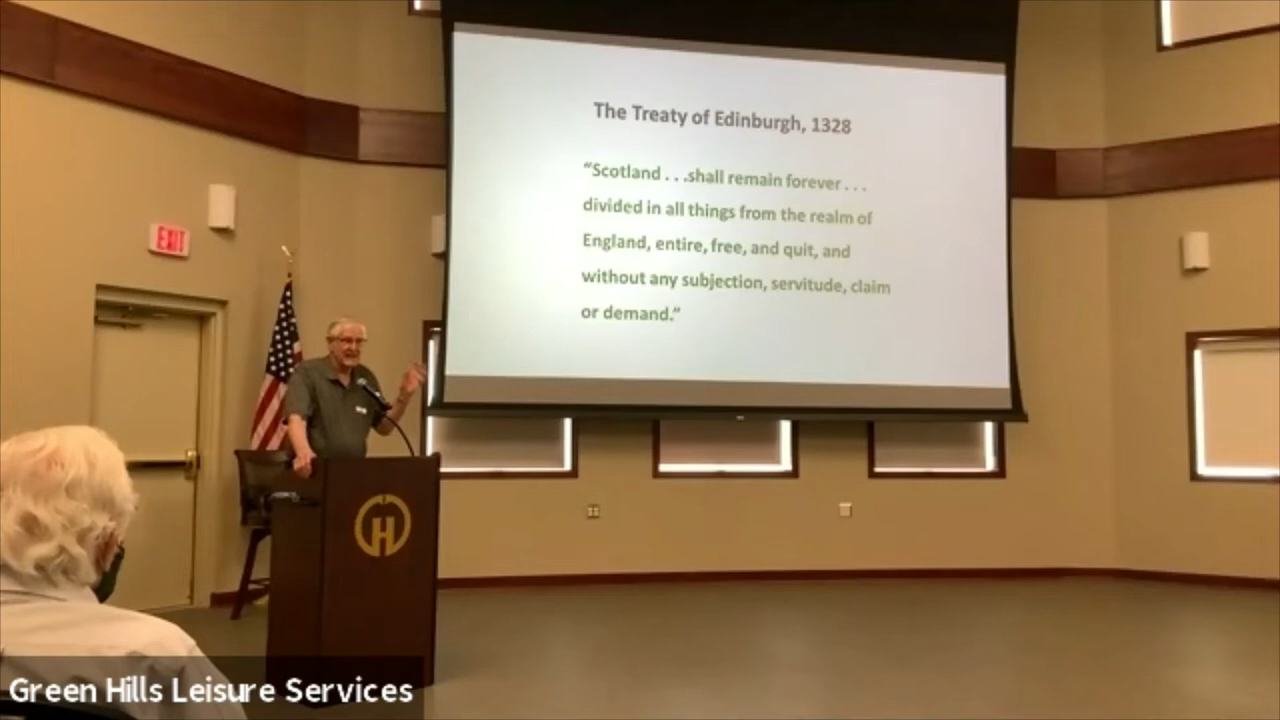 The Treaty of Edinburgh, 1328
“Scotland . . .shall remain forever . . .
divided in all things from the realm of
England, entire, free, and quit, and
without any subjection, servitude, claim
or demand.”
EXIT
H
Green Hills Leisure Services